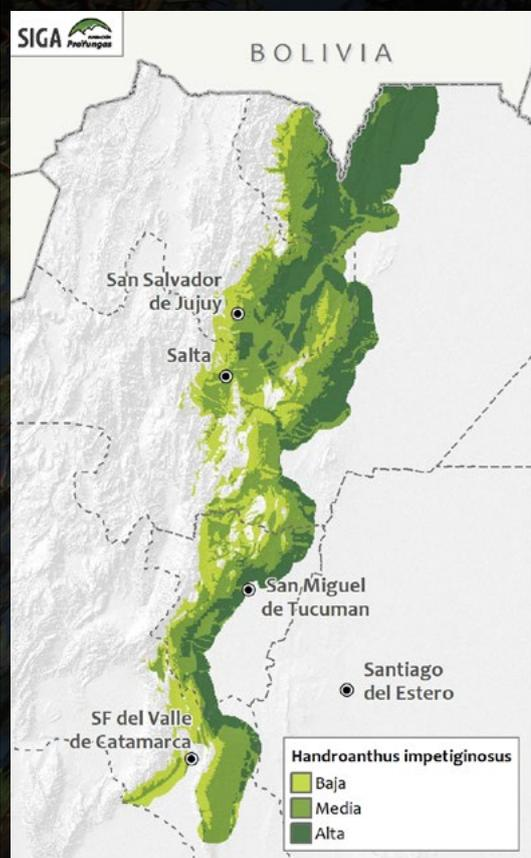 SIGA
FUNDACIÓN
ProYungas
BOLIVIA
San Salvador
de Jujuy
Salta
San Miguel
de Tucuman
Santiago
del Estero
SF del Valle
de Catamarca
Handroanthus impetiginosus
Baja
Media
Alta